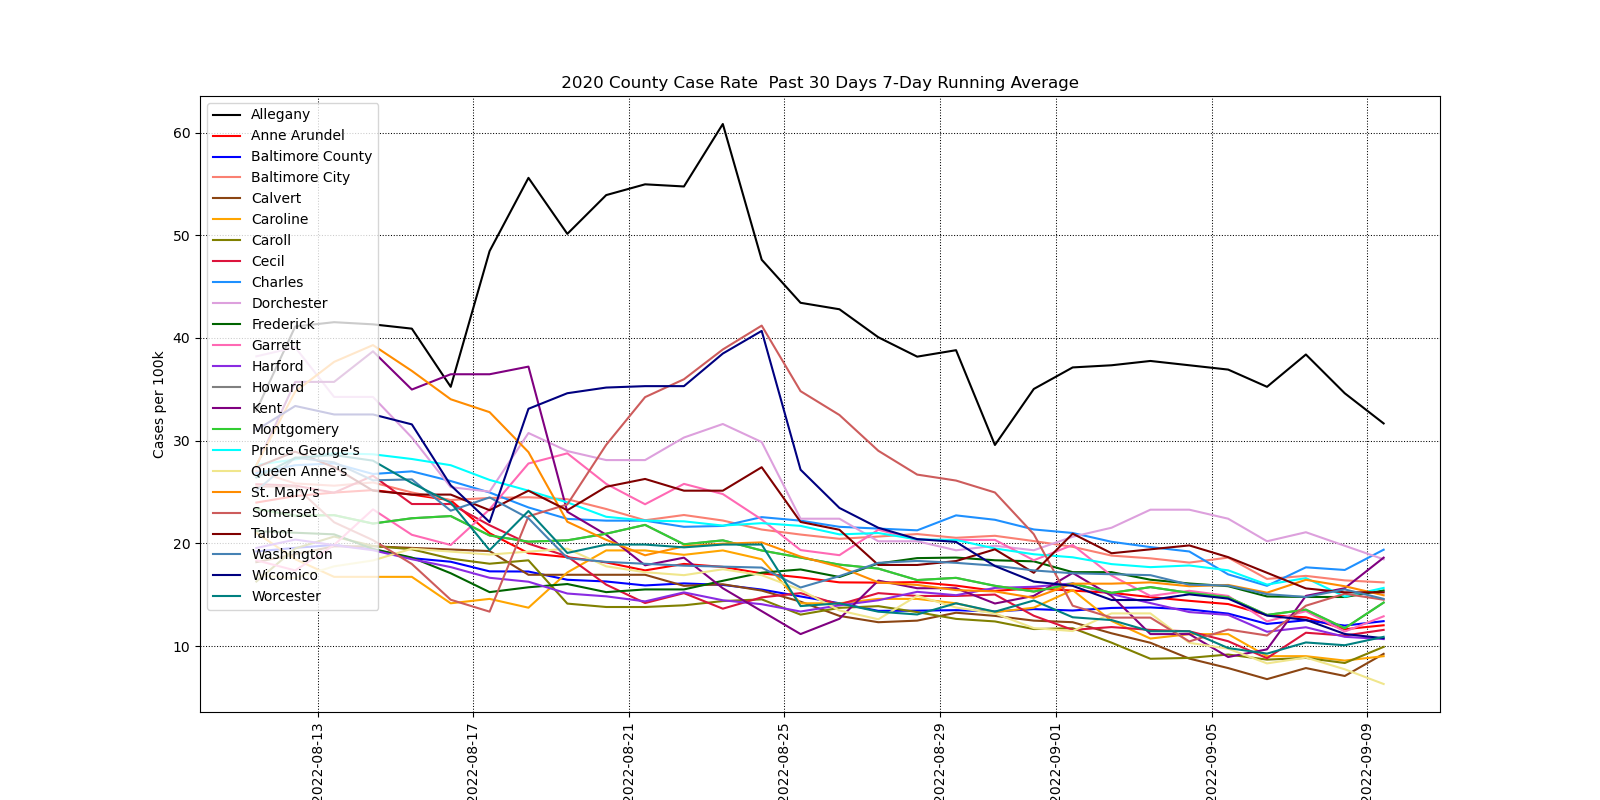 2020 County Case Rate  Past 30 Days 7-Day Running Average
Cases per 100k
60
50
40
30
20
10
Allegany
Anne Arundel
Baltimore County
Baltimore City
Calvert
Caroline
Caroll
Cecil
Charles
Dorchester
Frederick
Garrett
Harford
Howard
Kent
Montgomery
Prince George's
Queen Anne's
St. Mary's
Somerset
Talbot
Washington
Wicomico
Worcester
2022-08-13
2022-08-17
2022-08-21
2022-08-25
2022-08-29
2022-09-01
2022-09-05
2022-09-09